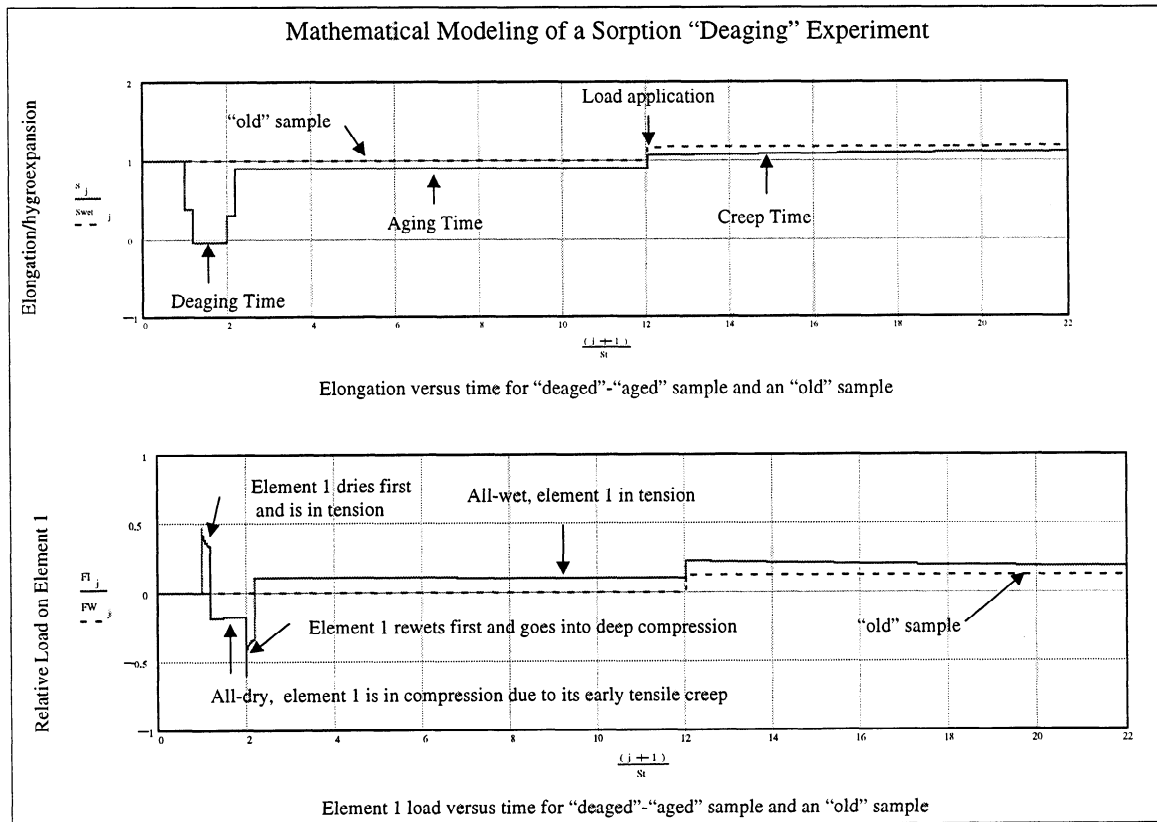 Mathematical Modeling of a Sorption “Deaging” Experiment
Elongation/hygroexpansion
2
1
0
−1
S j
Swet j
“old” sample
Load application
Aging Time
Creep Time
Deaging Time
0 2 4 6 8 10 12 14 16 18 20 22
(j + 1)
St
Elongation versus time for “deaged”-“aged” sample and an “old” sample
Relative Load on Element 1
1
0.5
0
−0.5
−1
FI j
FW j
Element 1 dries first
and is in tension
All-wet, element 1 in tension
Element 1 rewets first and goes into deep compression
“old” sample
All-dry, element 1 is in compression due to its early tensile creep
0 2 4 6 8 10 12 14 16 18 20 22
(j + 1)
St
Element 1 load versus time for “deaged”-“aged” sample and an “old” sample